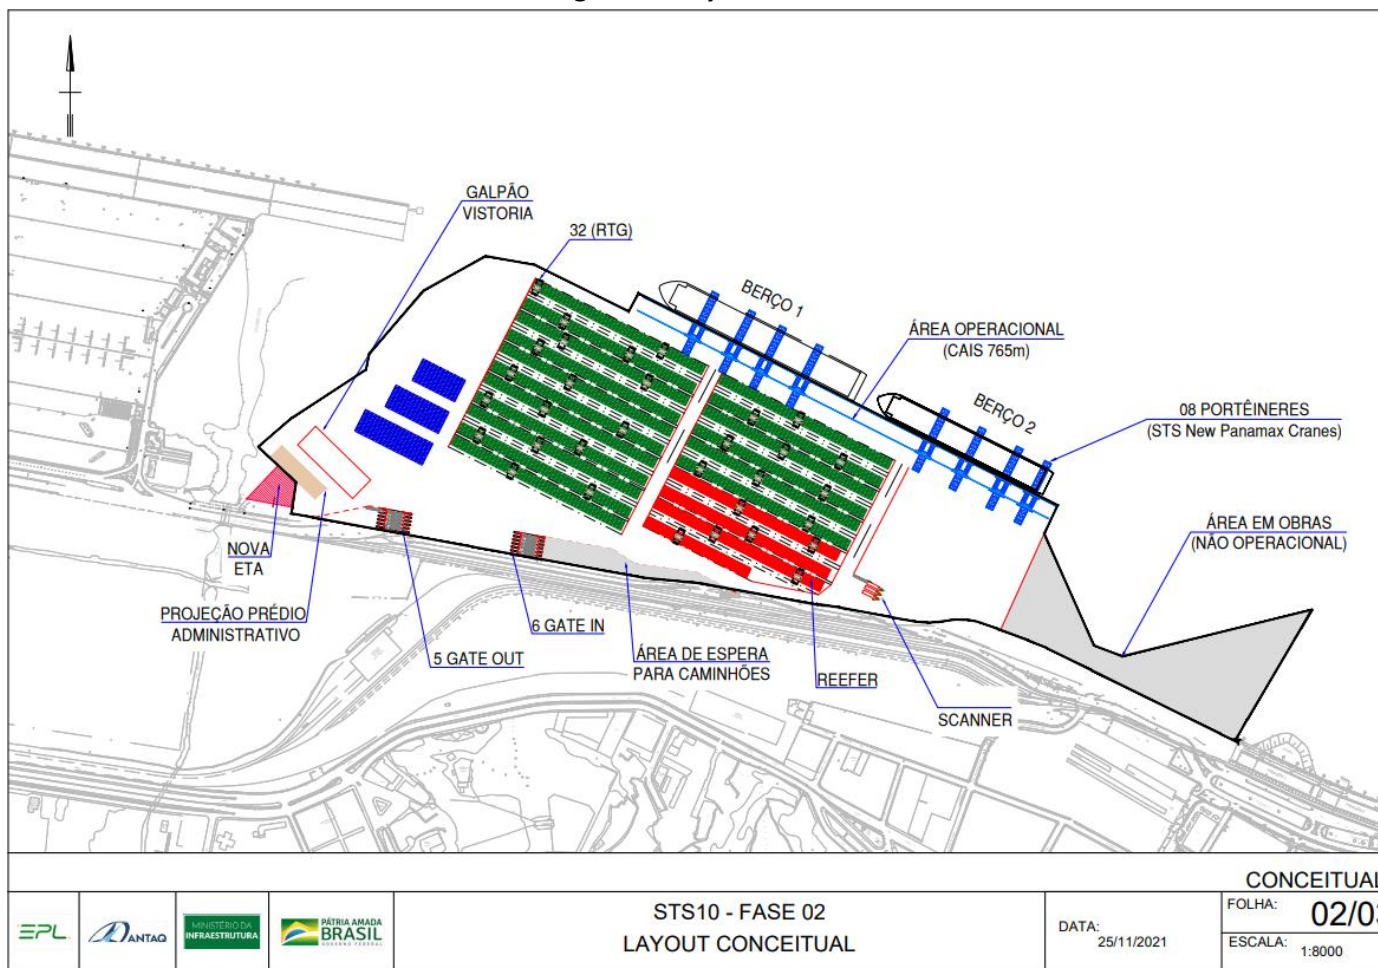 GALPÃO
VISTORIA
32 (RTG)
BERÇO 1
ÁREA OPERACIONAL
(CAIS 765m)
BERÇO 2
08 PORTÊINERES
(STS New Panamax Cranes)
ÁREA EM OBRAS
(NÃO OPERACIONAL)
NOVA
ETA
PROJEÇÃO PRÉDIO
ADMINISTRATIVO
5 GATE OUT
6 GATE IN
ÁREA DE ESPERA
PARA CAMINHÕES
REEFER
SCANNER
CONCEITUAL
EPL
ANTAQ
MINISTÉRIO DA
INFRAESTRUTURA
PÁTRIA AMADA
BRASIL
GOVERNO FEDERAL
STS10 - FASE 02
LAYOUT CONCEITUAL
DATA:
25/11/2021
FOLHA:
02/03
ESCALA:
1:8000